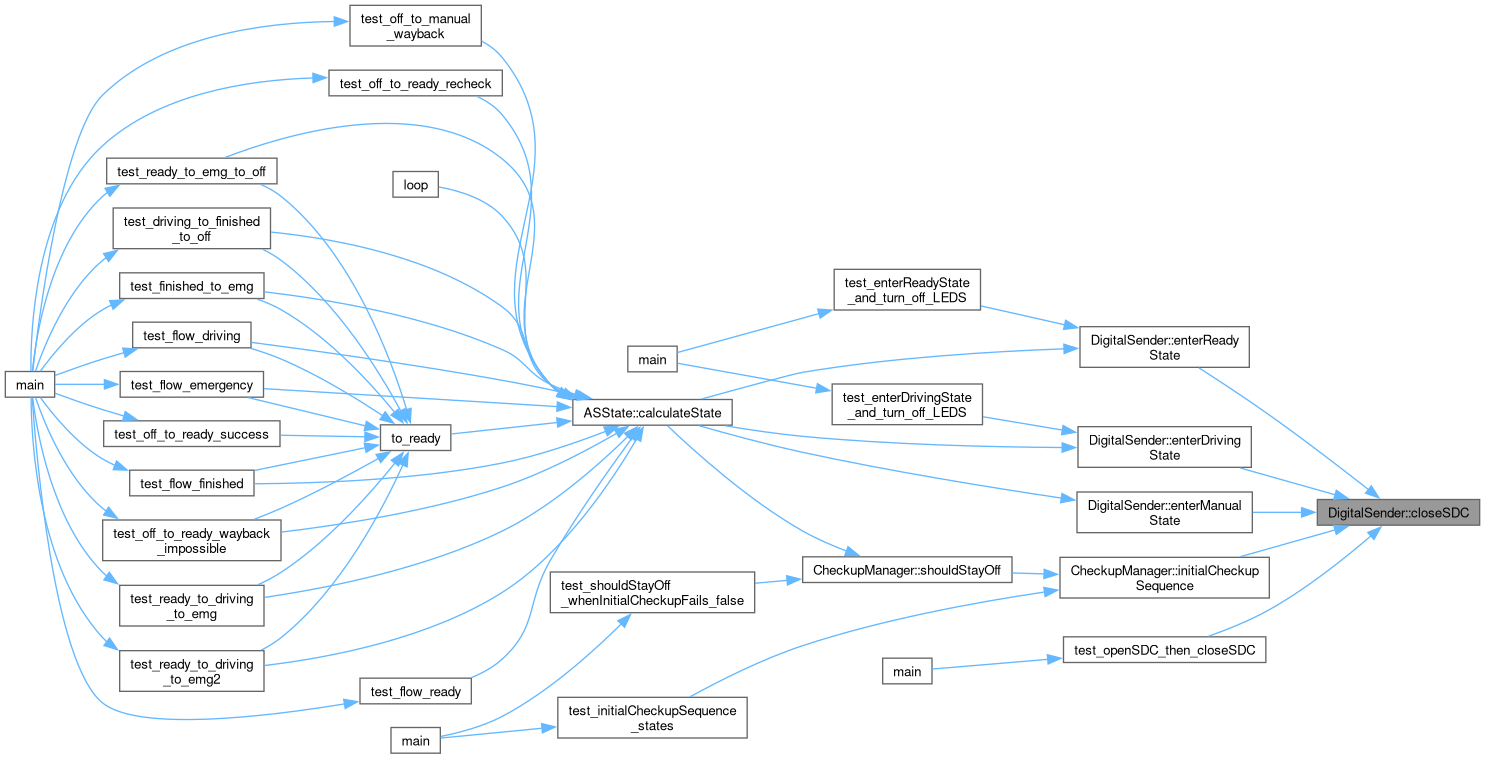 test_off_to_manual
_wayback
test_off_to_ready_recheck
test_ready_to_emg_to_off
loop
test_driving_to_finished
_to_off
test_finished_to_emg
test_flow_driving
main
test_flow_emergency
test_off_to_ready_success
to_ready
test_flow_finished
test_off_to_ready_wayback
_impossible
test_ready_to_driving
_to_emg
test_ready_to_driving
_to_emg2
test_flow_ready
main
ASState::calculateState
test_shouldStayOff
_whenInitialCheckupFails_false
test_initialCheckupSequence
_states
main
test_enterReadyState
_and_turn_off_LEDS
test_enterDrivingState
_and_turn_off_LEDS
CheckupManager::shouldStayOff
main
DigitalSender::enterReady
State
DigitalSender::enterDriving
State
DigitalSender::enterManual
State
CheckupManager::initialCheckup
Sequence
test_openSDC_then_closeSDC
DigitalSender::closeSDC